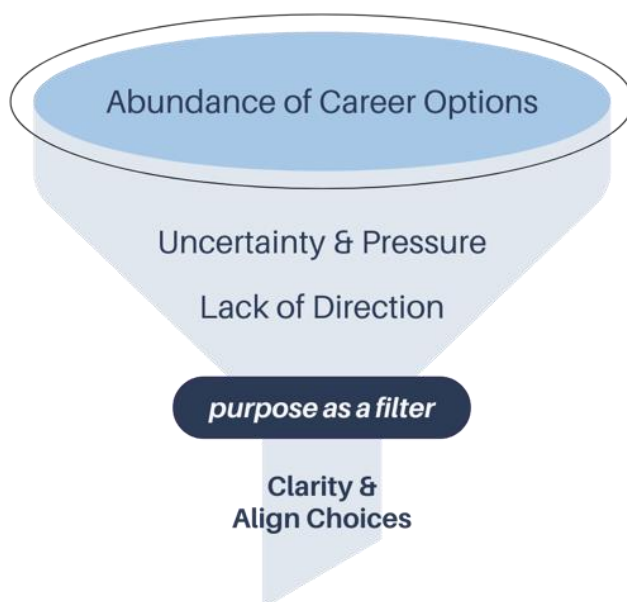 Abundance of Career Options
Uncertainty & Pressure
Lack of Direction
purpose as a filter
Clarity &
Align Choices